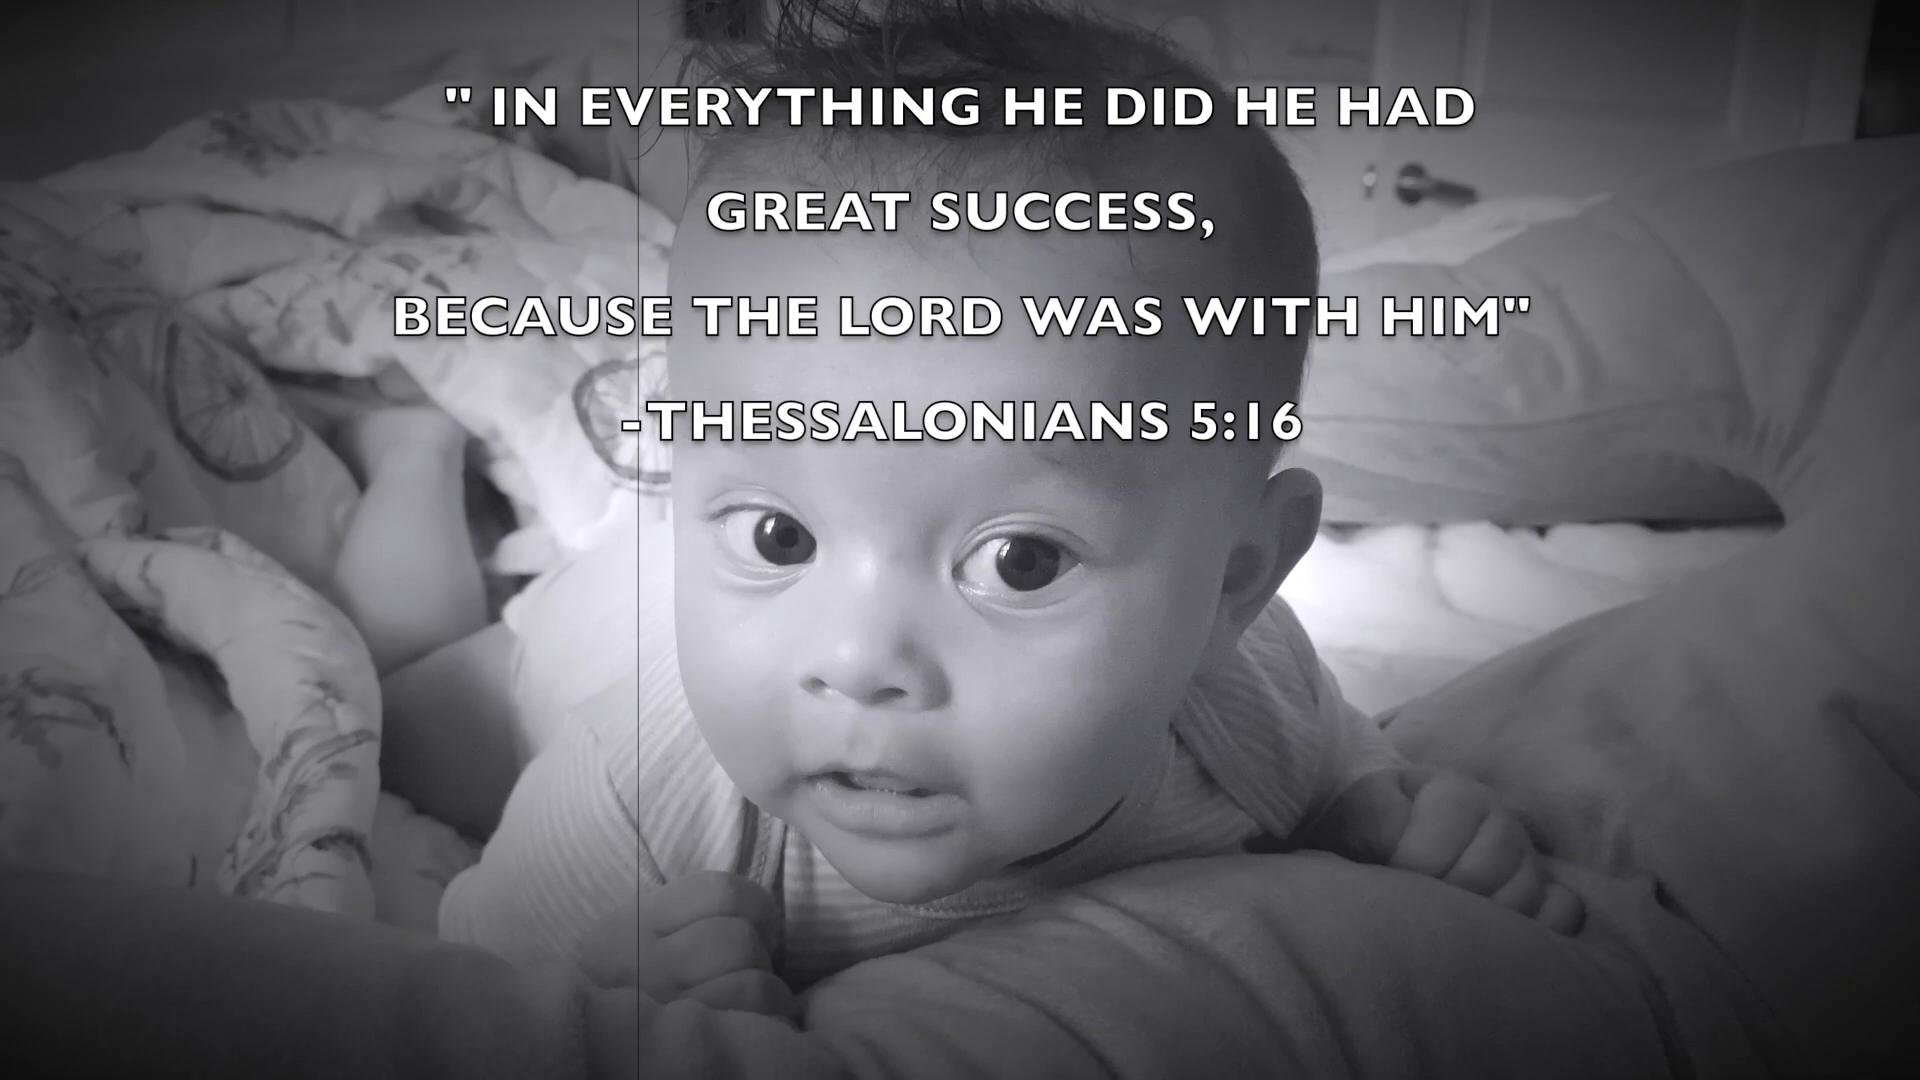 " IN EVERYTHING HE DID HE HAD
GREAT SUCCESS,
BECAUSE THE LORD WAS WITH HIM"
-THESSALONIANS 5:16